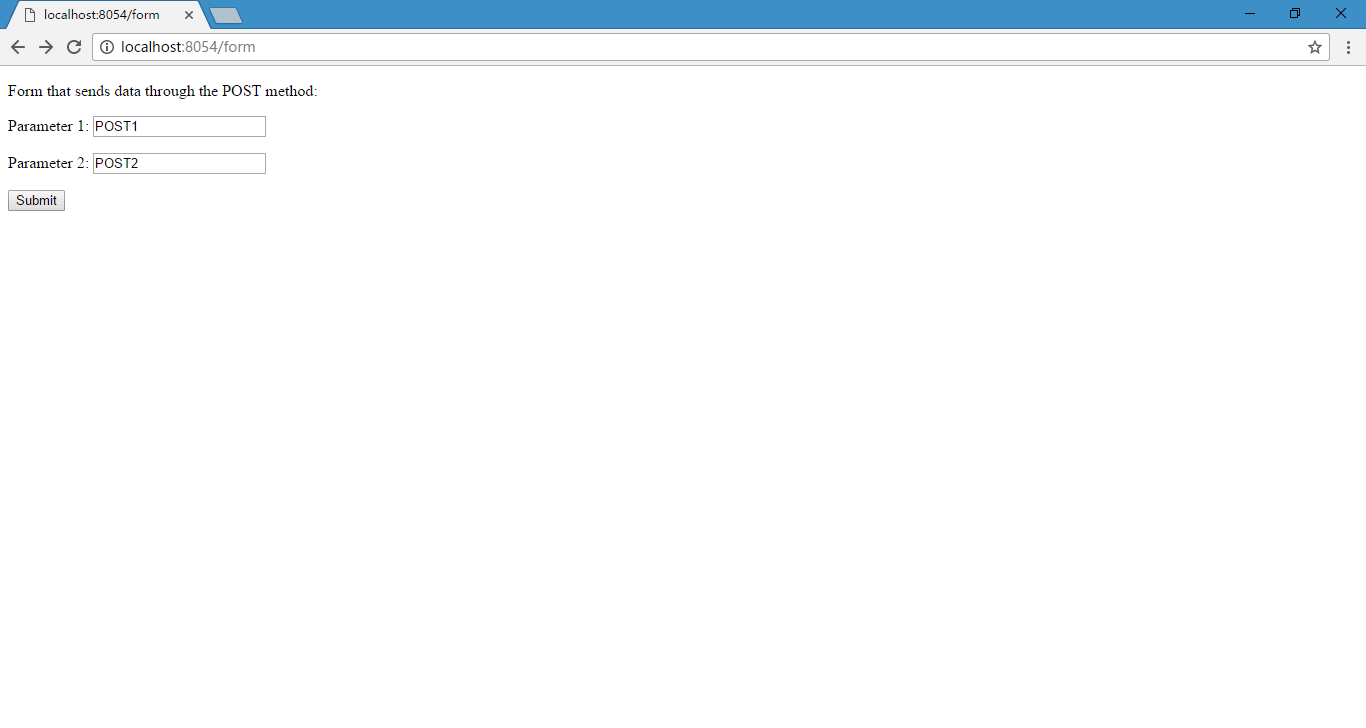 localhost:8054/form
localhost:8054/form
Form that sends data through the POST method:
Parameter 1: POST1
Parameter 2: POST2
Submit